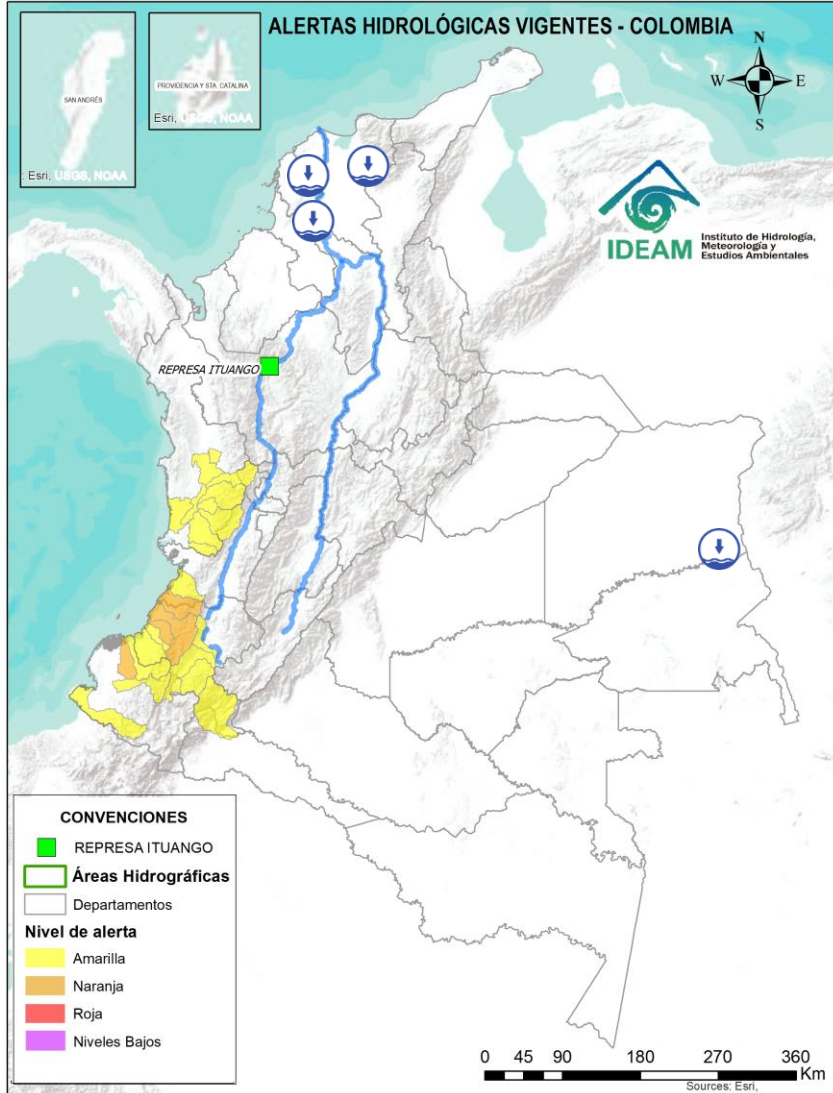 ALERTAS HIDROLÓGICAS VIGENTES - COLOMBIA
N
W
E
S
SAN ANDRÉS
PROVIDENCIA Y STA. CATALINA
: Esri, USGS, NOAA
Esri, USGS, NOAA
IDEAM
Instituto de Hidrología,
Meteorología y
Estudios Ambientales
REPRESA ITUANGO
CONVENCIONES
REPRESA ITUANGO
Áreas Hidrográficas
Departamentos
Nivel de alerta
Amarilla
Naranja
Roja
Niveles Bajos
0 45 90 180 270 360
Km
Sources: Esri,